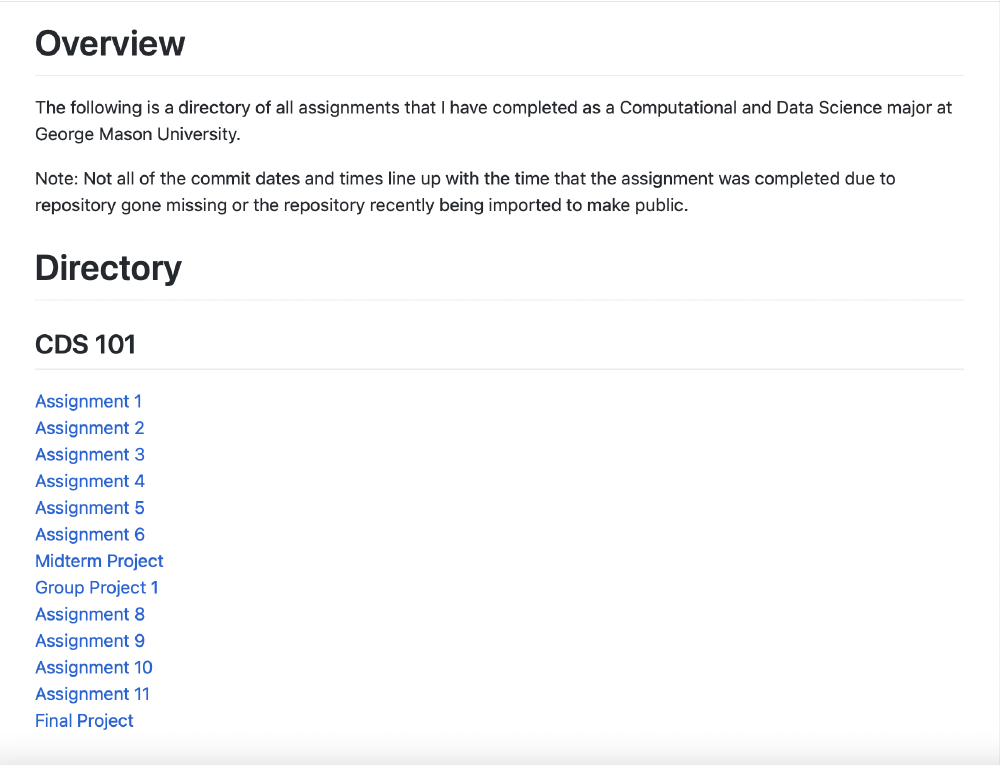 Overview
The following is a directory of all assignments that I have completed as a Computational and Data Science major at
George Mason University.
Note: Not all of the commit dates and times line up with the time that the assignment was completed due to
repository gone missing or the repository recently being imported to make public.
Directory
CDS 101
Assignment 1
Assignment 2
Assignment 3
Assignment 4
Assignment 5
Assignment 6
Midterm Project
Group Project 1
Assignment 8
Assignment 9
Assignment 10
Assignment 11
Final Project